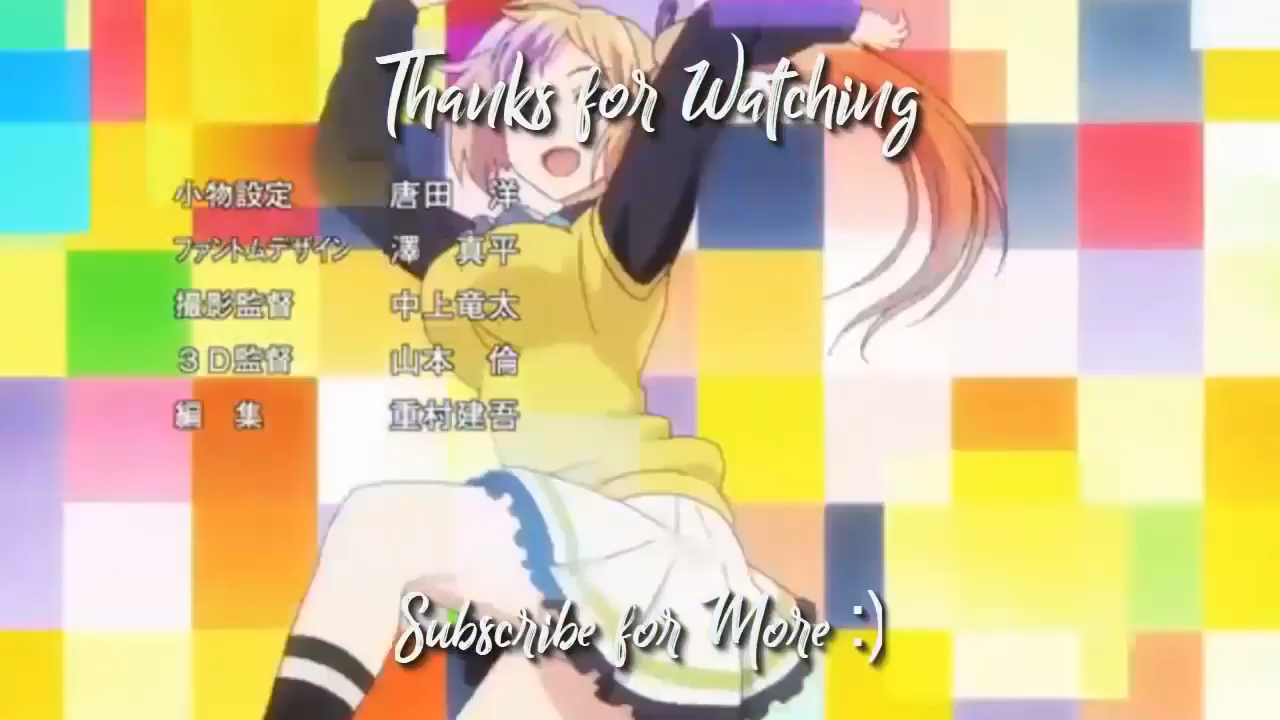 Thanks for Watching
小物設定 唐田 洋
ファントムデザイン 澤 真平
撮影監督 中上竜太
3D監督 山本 倫
編 集 重村建吾
Subscribe for More :)